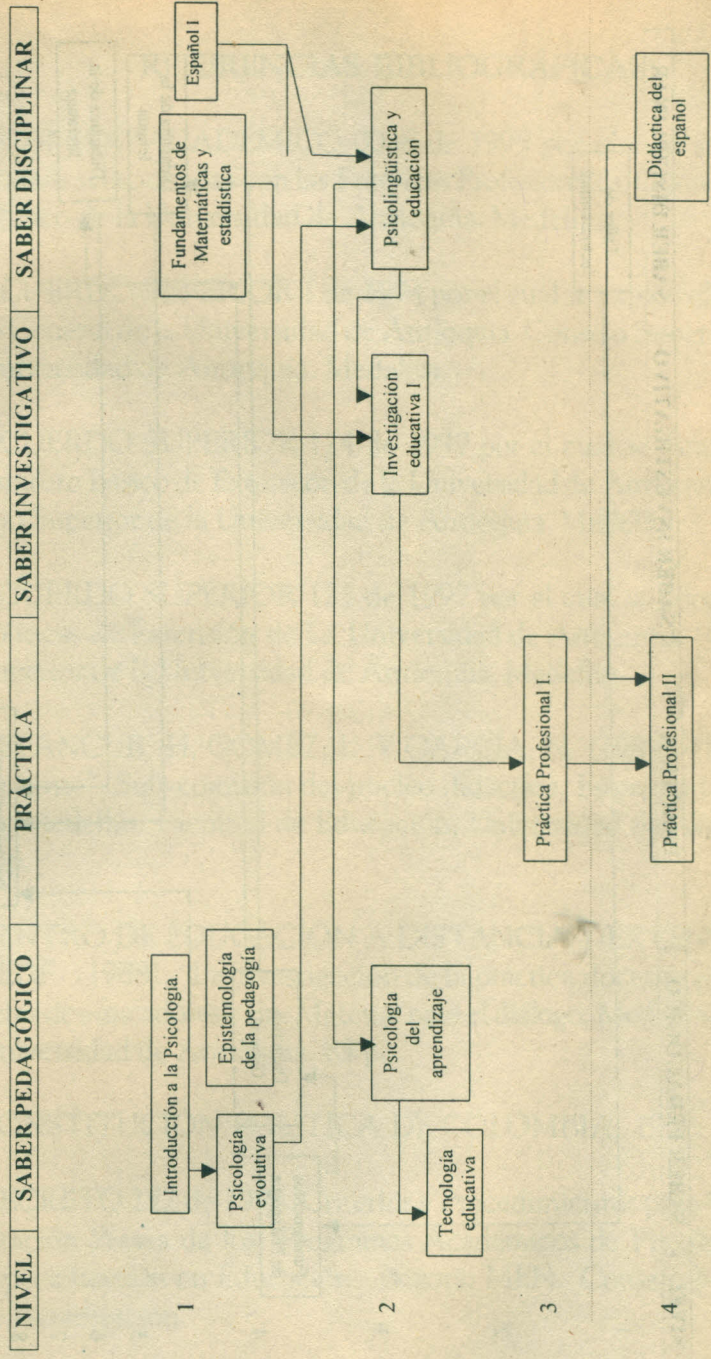 NIVEL
SABER PEDAGÓGICO
PRÁCTICA
SABER INVESTIGATIVO
SABER DISCIPLINAR
1
Introducción a la Psicología.
Psicología
evolutiva
Epistemología
de la pedagogía
Fundamentos de
Matemáticas y
estadística
Español I
2
Tecnología
educativa
Psicología
del
aprendizaje
Investigación
educativa I
Psicolingüística y
educación
3
Práctica Profesional I.
4
Práctica Profesional II
Didáctica del
español